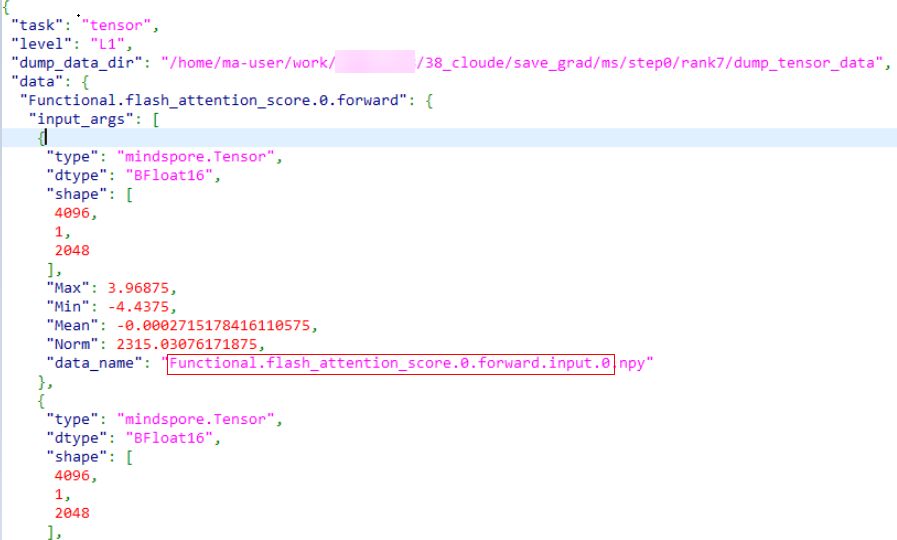 {
"task": "tensor",
"level": "L1",
"dump_data_dir": "/home/ma-user/work/ /38_cloude/save_grad/ms/step0/rank7/dump_tensor_data",
"data": {
"Functional.flash_attention_score.0.forward": {
"input_args": [
{
"type": "mindspore.Tensor",
"dtype": "BFloat16",
"shape": [
4096,
1,
2048
],
"Max": 3.96875,
"Min": -4.4375,
"Mean": -0.0002715178416110575,
"Norm": 2315.03076171875,
"data_name": "Functional.flash_attention_score.0.forward.input.0.npy"
},
{
"type": "mindspore.Tensor",
"dtype": "BFloat16",
"shape": [
4096,
1,
2048
],